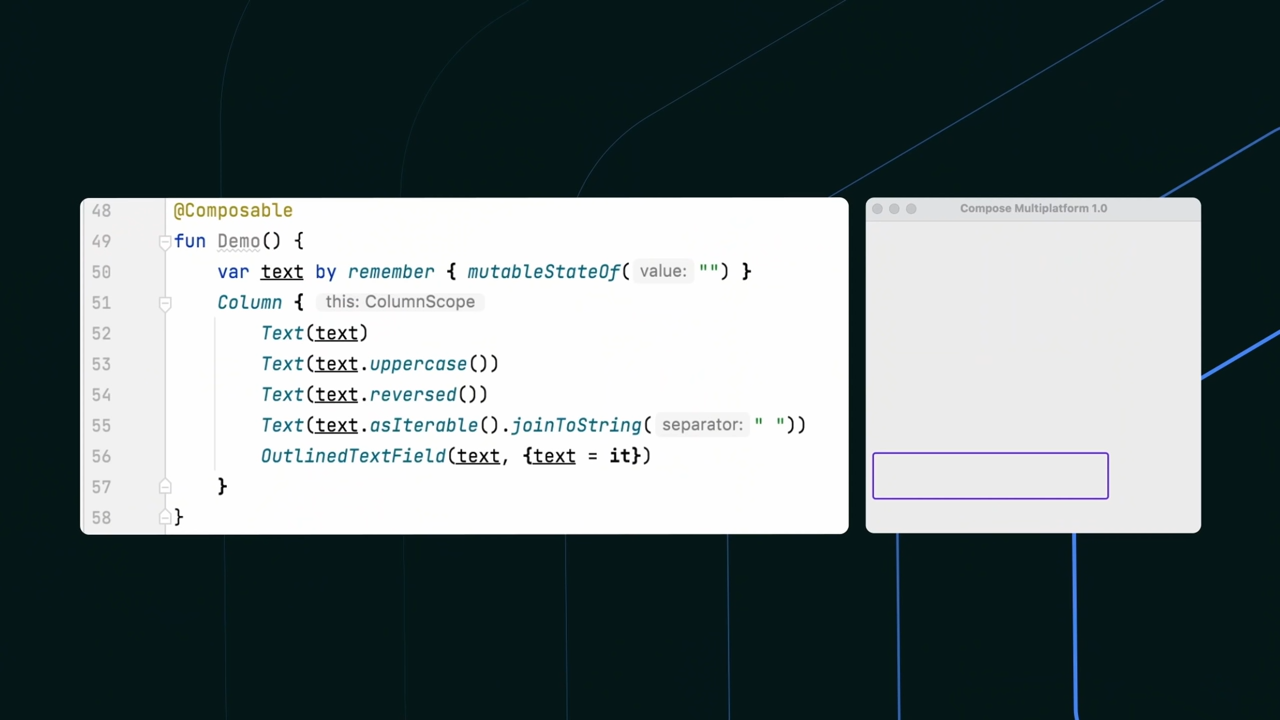 48 @Composable
49 fun Demo() {
50 var text by remember { mutableStateOf( value: "") }
51 Column { this: ColumnScope
52 Text(text)
53 Text(text.uppercase())
54 Text(text.reversed())
55 Text(text.asIterable().joinToString( separator: " "))
56 OutlinedTextField(text, {text = it})
57 }
58 }
Compose Multiplatform 1.0